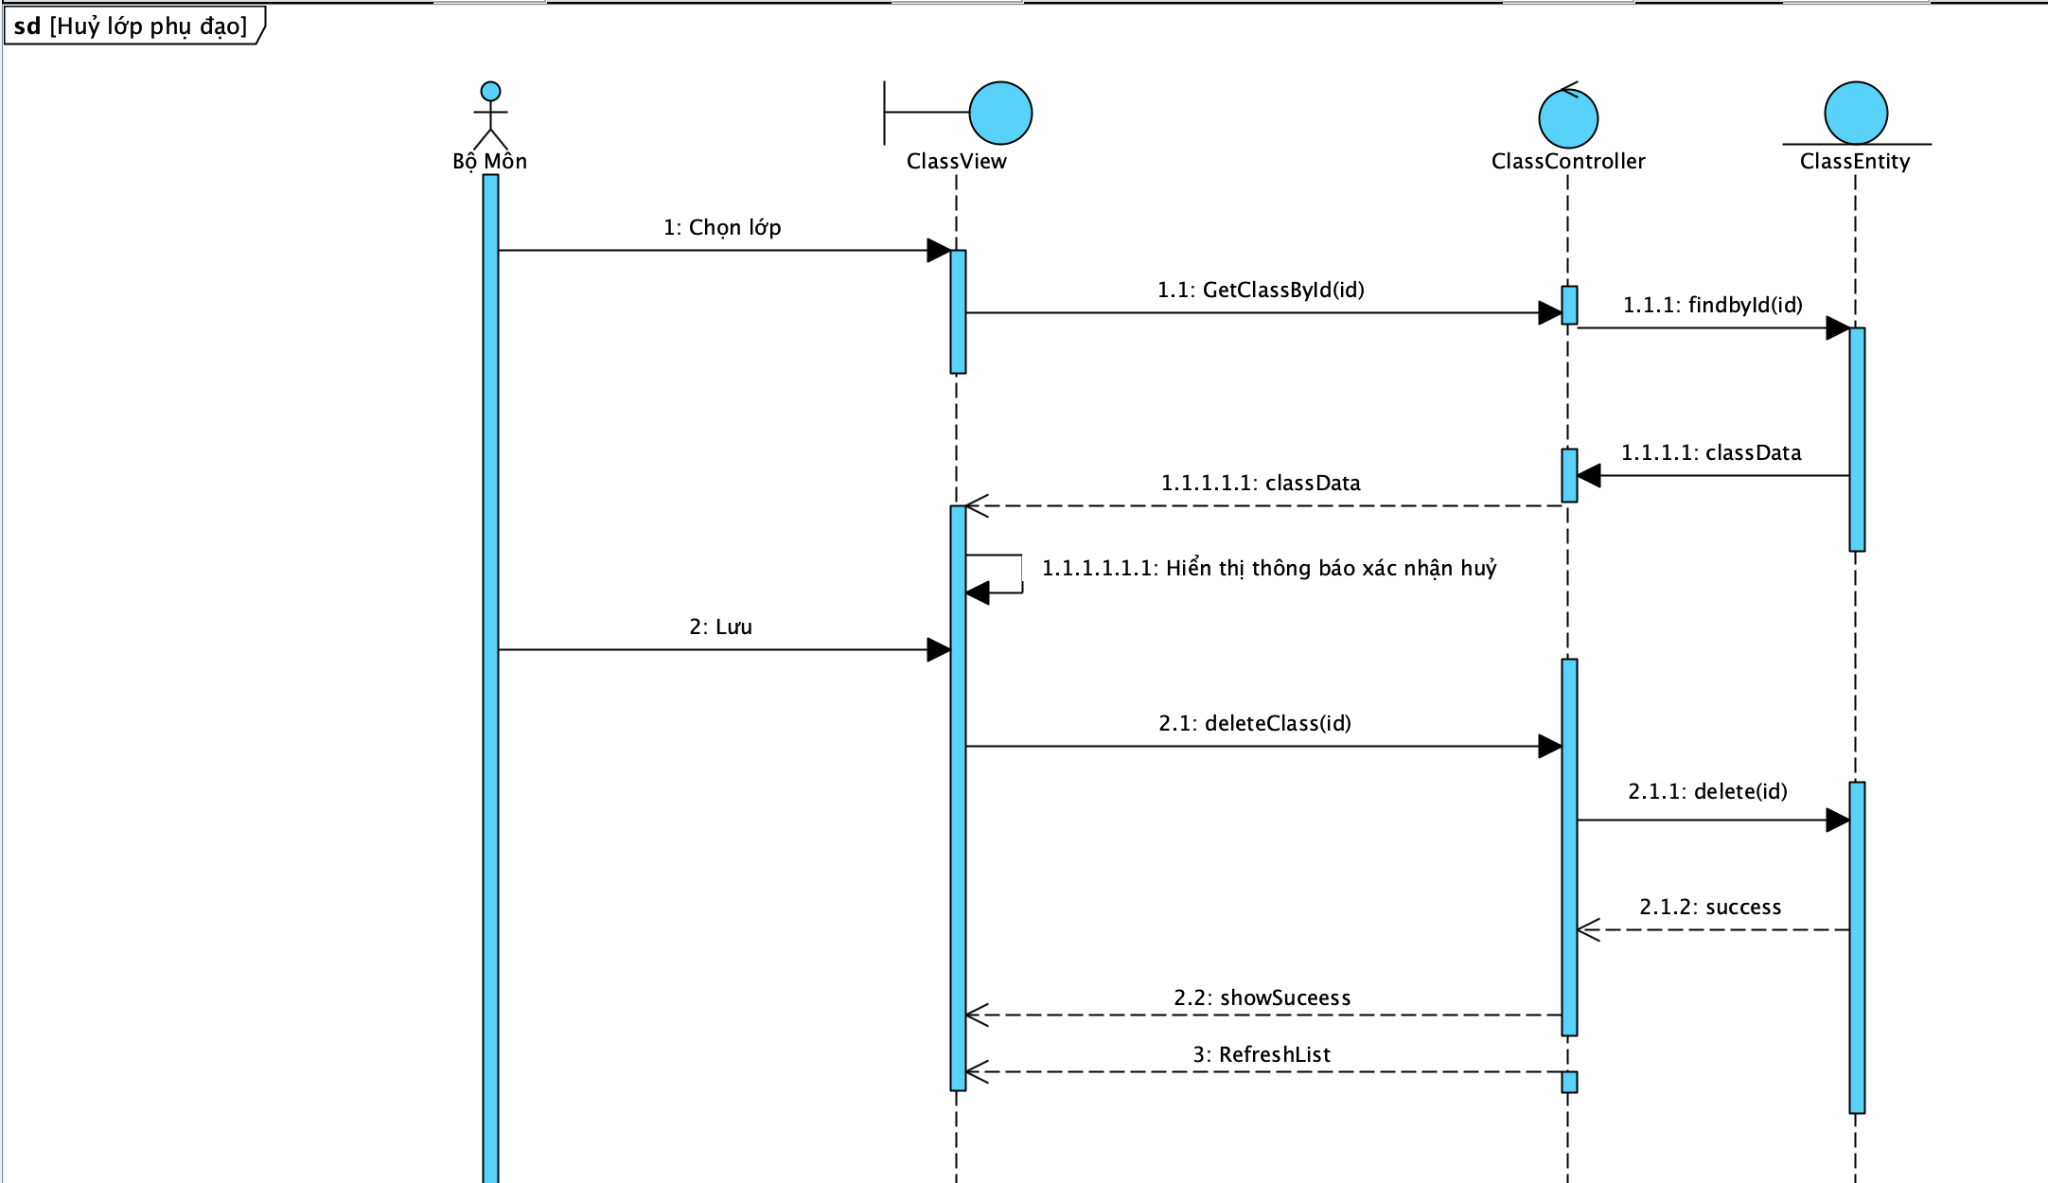 sd [Huỷ lớp phụ đạo]
Bộ Môn
ClassView
ClassController
ClassEntity
1: Chọn lớp
1.1: GetClassById(id)
1.1.1: findbyId(id)
1.1.1.1: classData
1.1.1.1.1: classData
1.1.1.1.1.1: Hiển thị thông báo xác nhận huỷ
2: Lưu
2.1: deleteClass(id)
2.1.1: delete(id)
2.1.2: success
2.2: showSuceess
3: RefreshList